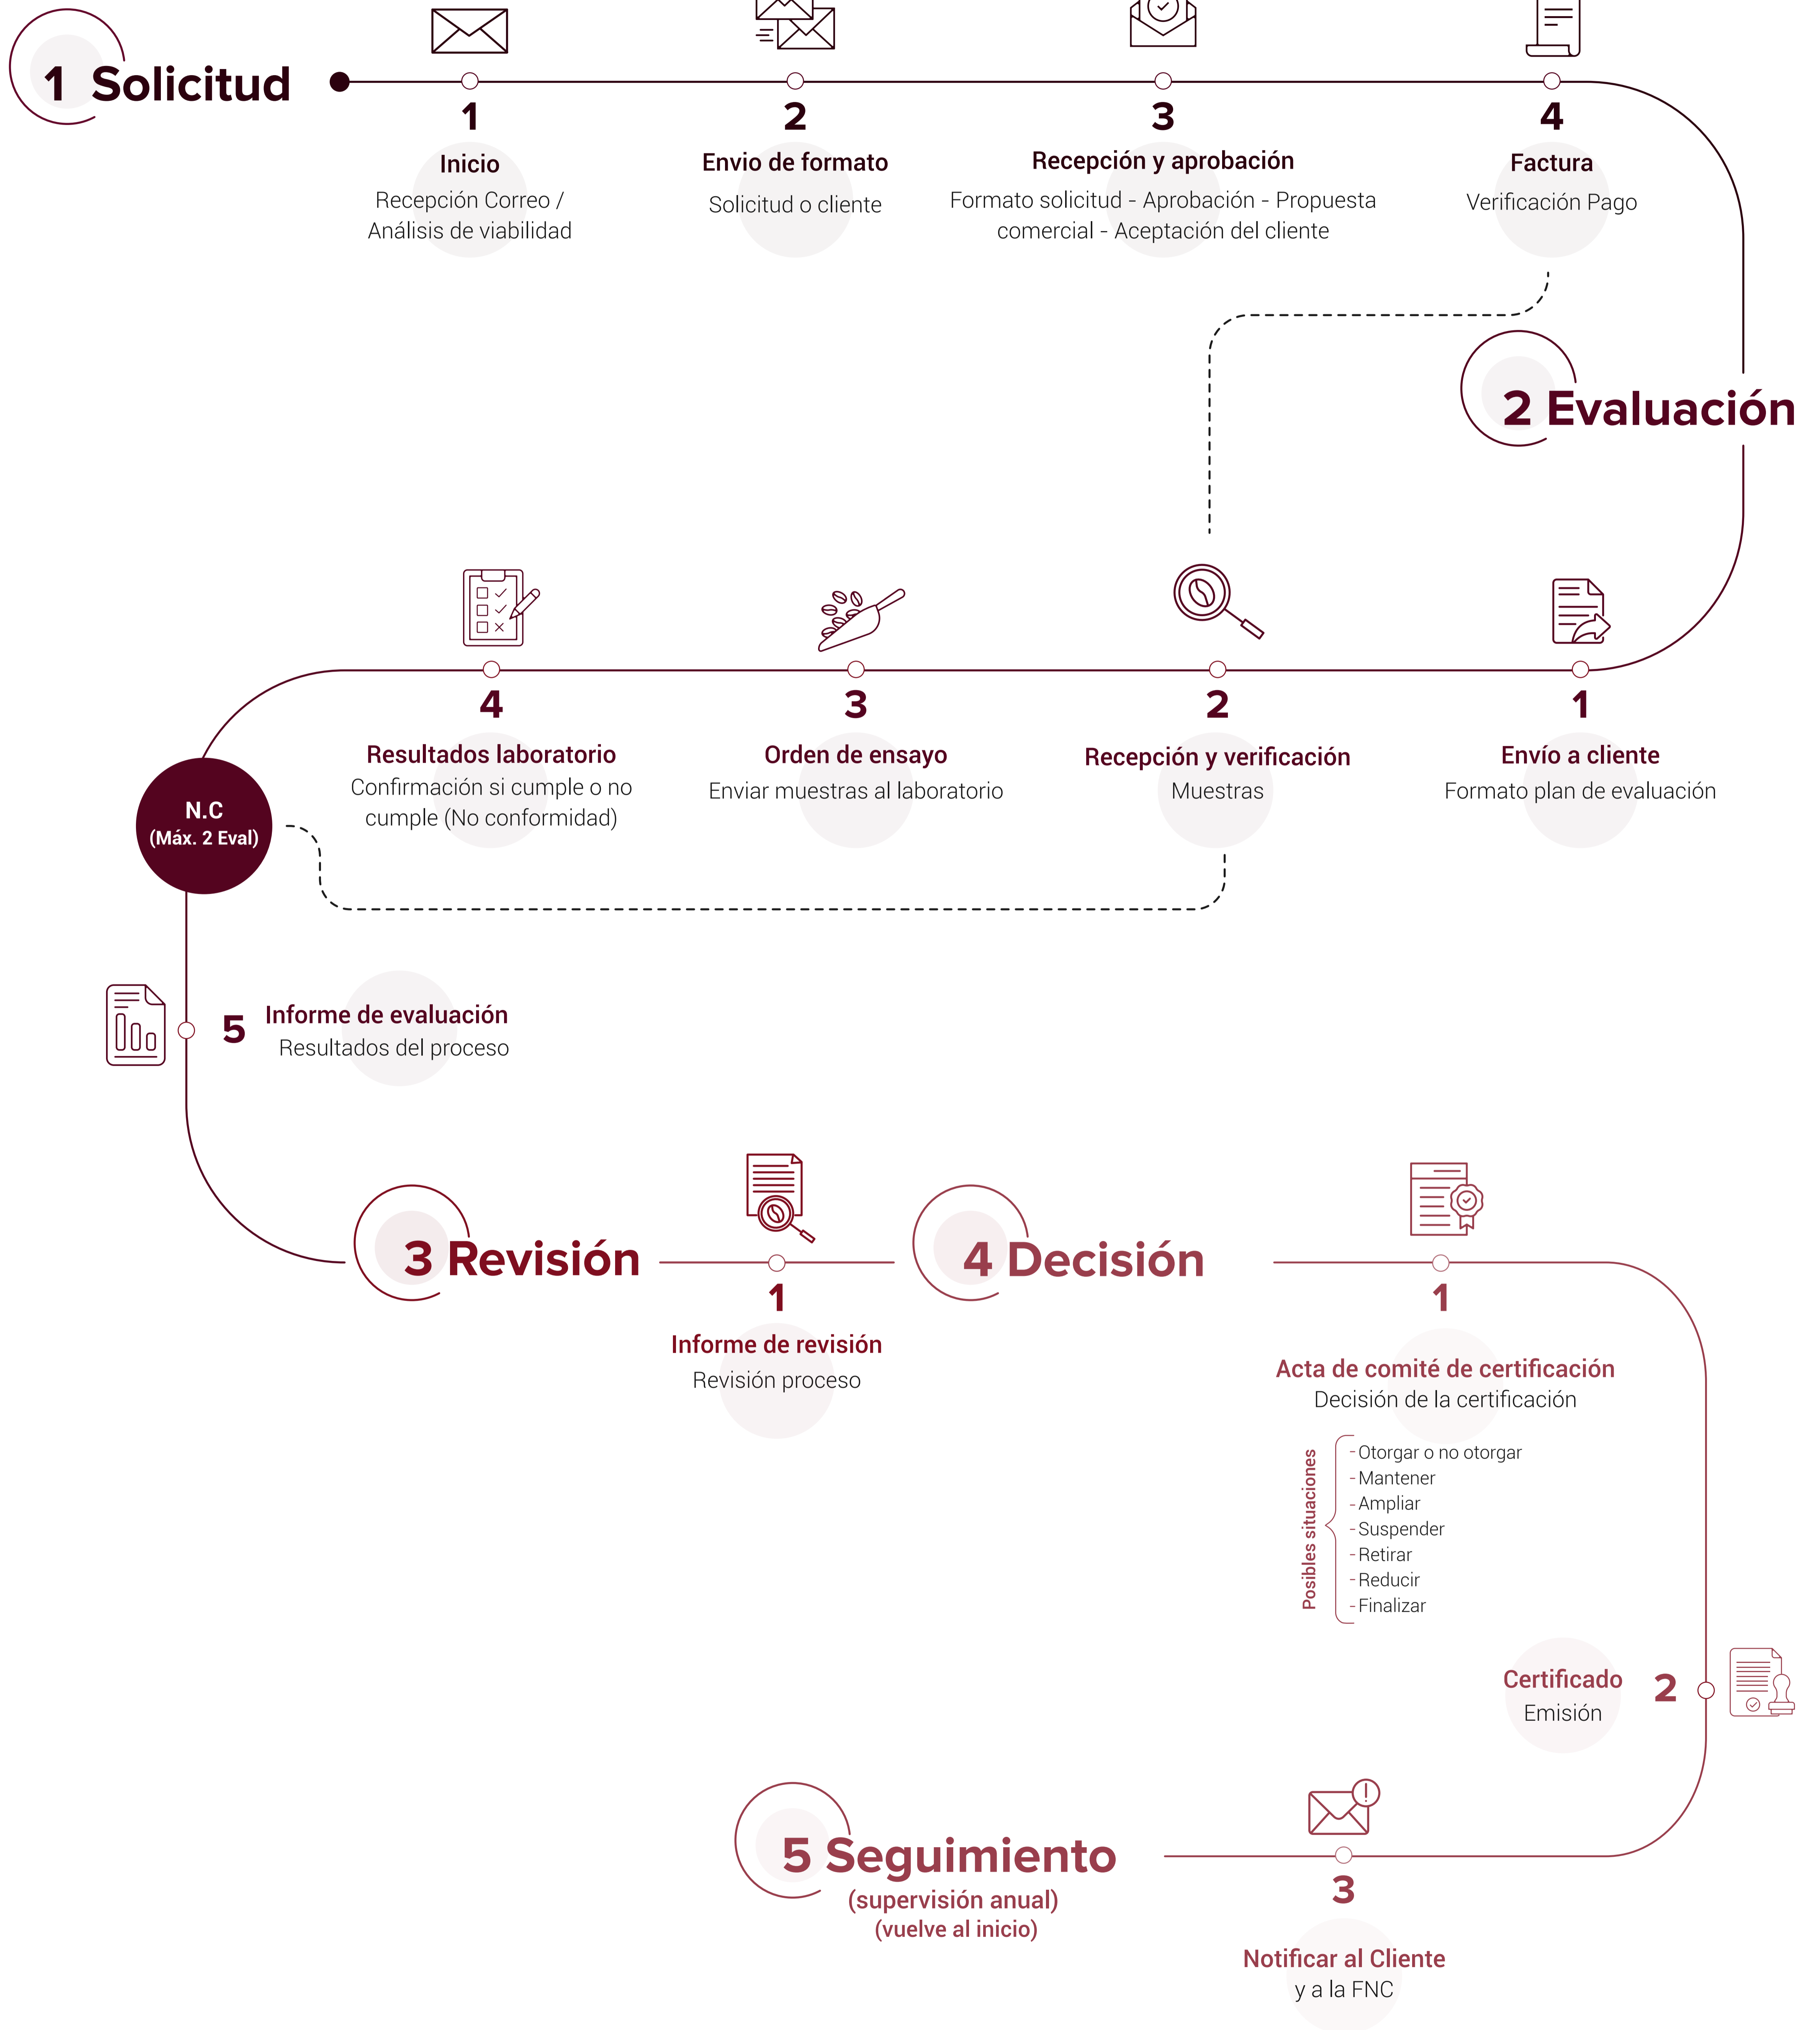 1 Solicitud
1
Inicio
Recepción Correo /
Análisis de viabilidad
2
Envio de formato
Solicitud o cliente
3
Recepción y aprobación
Formato solicitud - Aprobación - Propuesta
comercial - Aceptación del cliente
4
Factura
Verificación Pago
2 Evaluación
1
Envío a cliente
Formato plan de evaluación
2
Recepción y verificación
Muestras
3
Orden de ensayo
Enviar muestras al laboratorio
4
Resultados laboratorio
Confirmación si cumple o no
cumple (No conformidad)
N.C
(Máx. 2 Eval)
5
Informe de evaluación
Resultados del proceso
3 Revisión
1
Informe de revisión
Revisión proceso
4 Decisión
1
Acta de comité de certificación
Decisión de la certificación
Posibles situaciones
- Otorgar o no otorgar
- Mantener
- Ampliar
- Suspender
- Retirar
- Reducir
- Finalizar
Certificado
Emisión
2
3
Notificar al Cliente
y a la FNC
5 Seguimiento
(supervisión anual)
(vuelve al inicio)